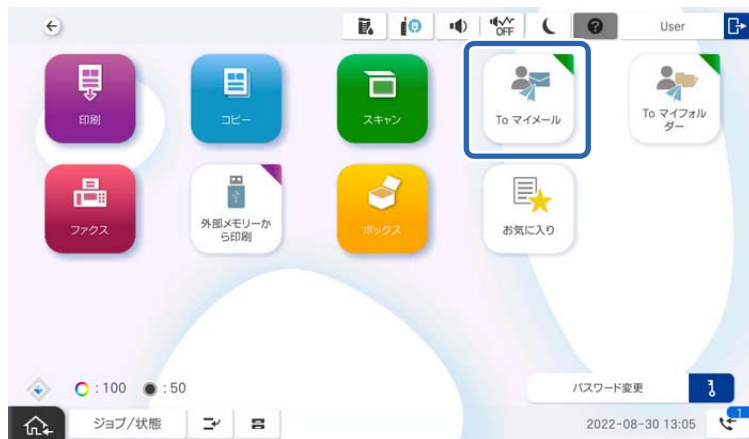 OFF
User
印刷
コピー
スキャン
To マイメール
To マイフォル
ダー
ファクス
外部メモリーか
ら印刷
ボックス
お気に入り
:100
:50
パスワード変更
ジョブ/状態
2022-08-30 13:05
1